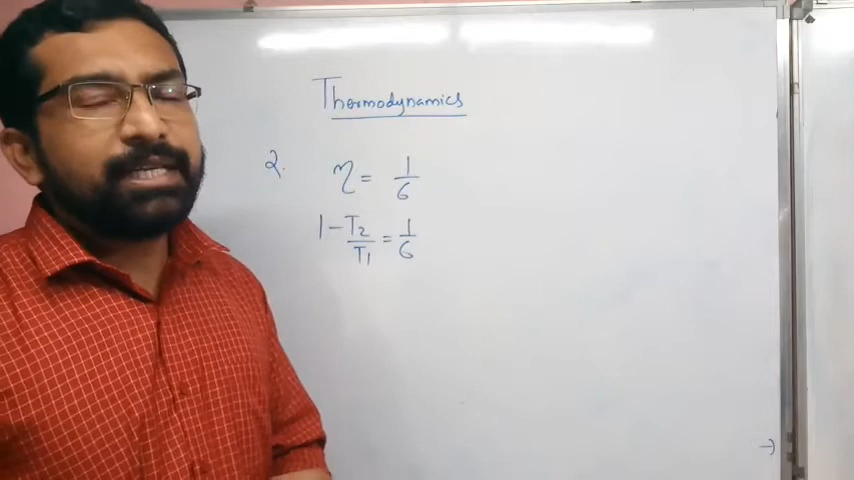 Thermodynamics
2. η = 1/6
1 - T₂/T₁ = 1/6
→